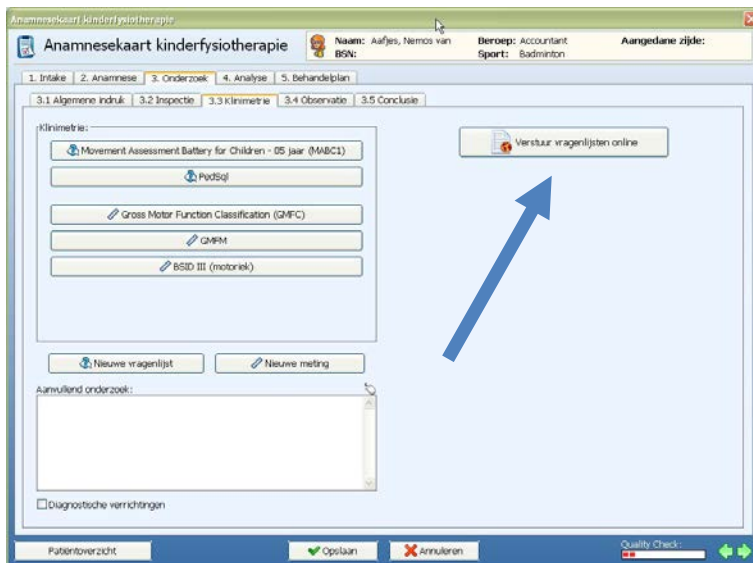 Anamnesekaart kinderfysiotherapie
Anamnesekaart kinderfysiotherapie
Naam: Aafjes, Nemos van
BSN:
Beroep: Accountant
Sport: Badminton
Aangedane zijde:
1. Intake 2. Anamnese 3. Onderzoek 4. Analyse 5. Behandelplan
3.1 Algemene indruk 3.2 Inspectie 3.3 Klinimetrie 3.4 Observatie 3.5 Conclusie
Klinimetrie:
Movement Assessment Battery for Children - 05 jaar (MABC1)
PedSql
Gross Motor Function Classification (GMFC)
GMFM
BSID III (motoriek)
Verstuur vragenlijsten online
Nieuwe vragenlijst
Nieuwe meting
Aanvullend onderzoek:
Diagnostische verrichtingen
Patiëntoverzicht
Opslaan
Annuleren
Quality Check: